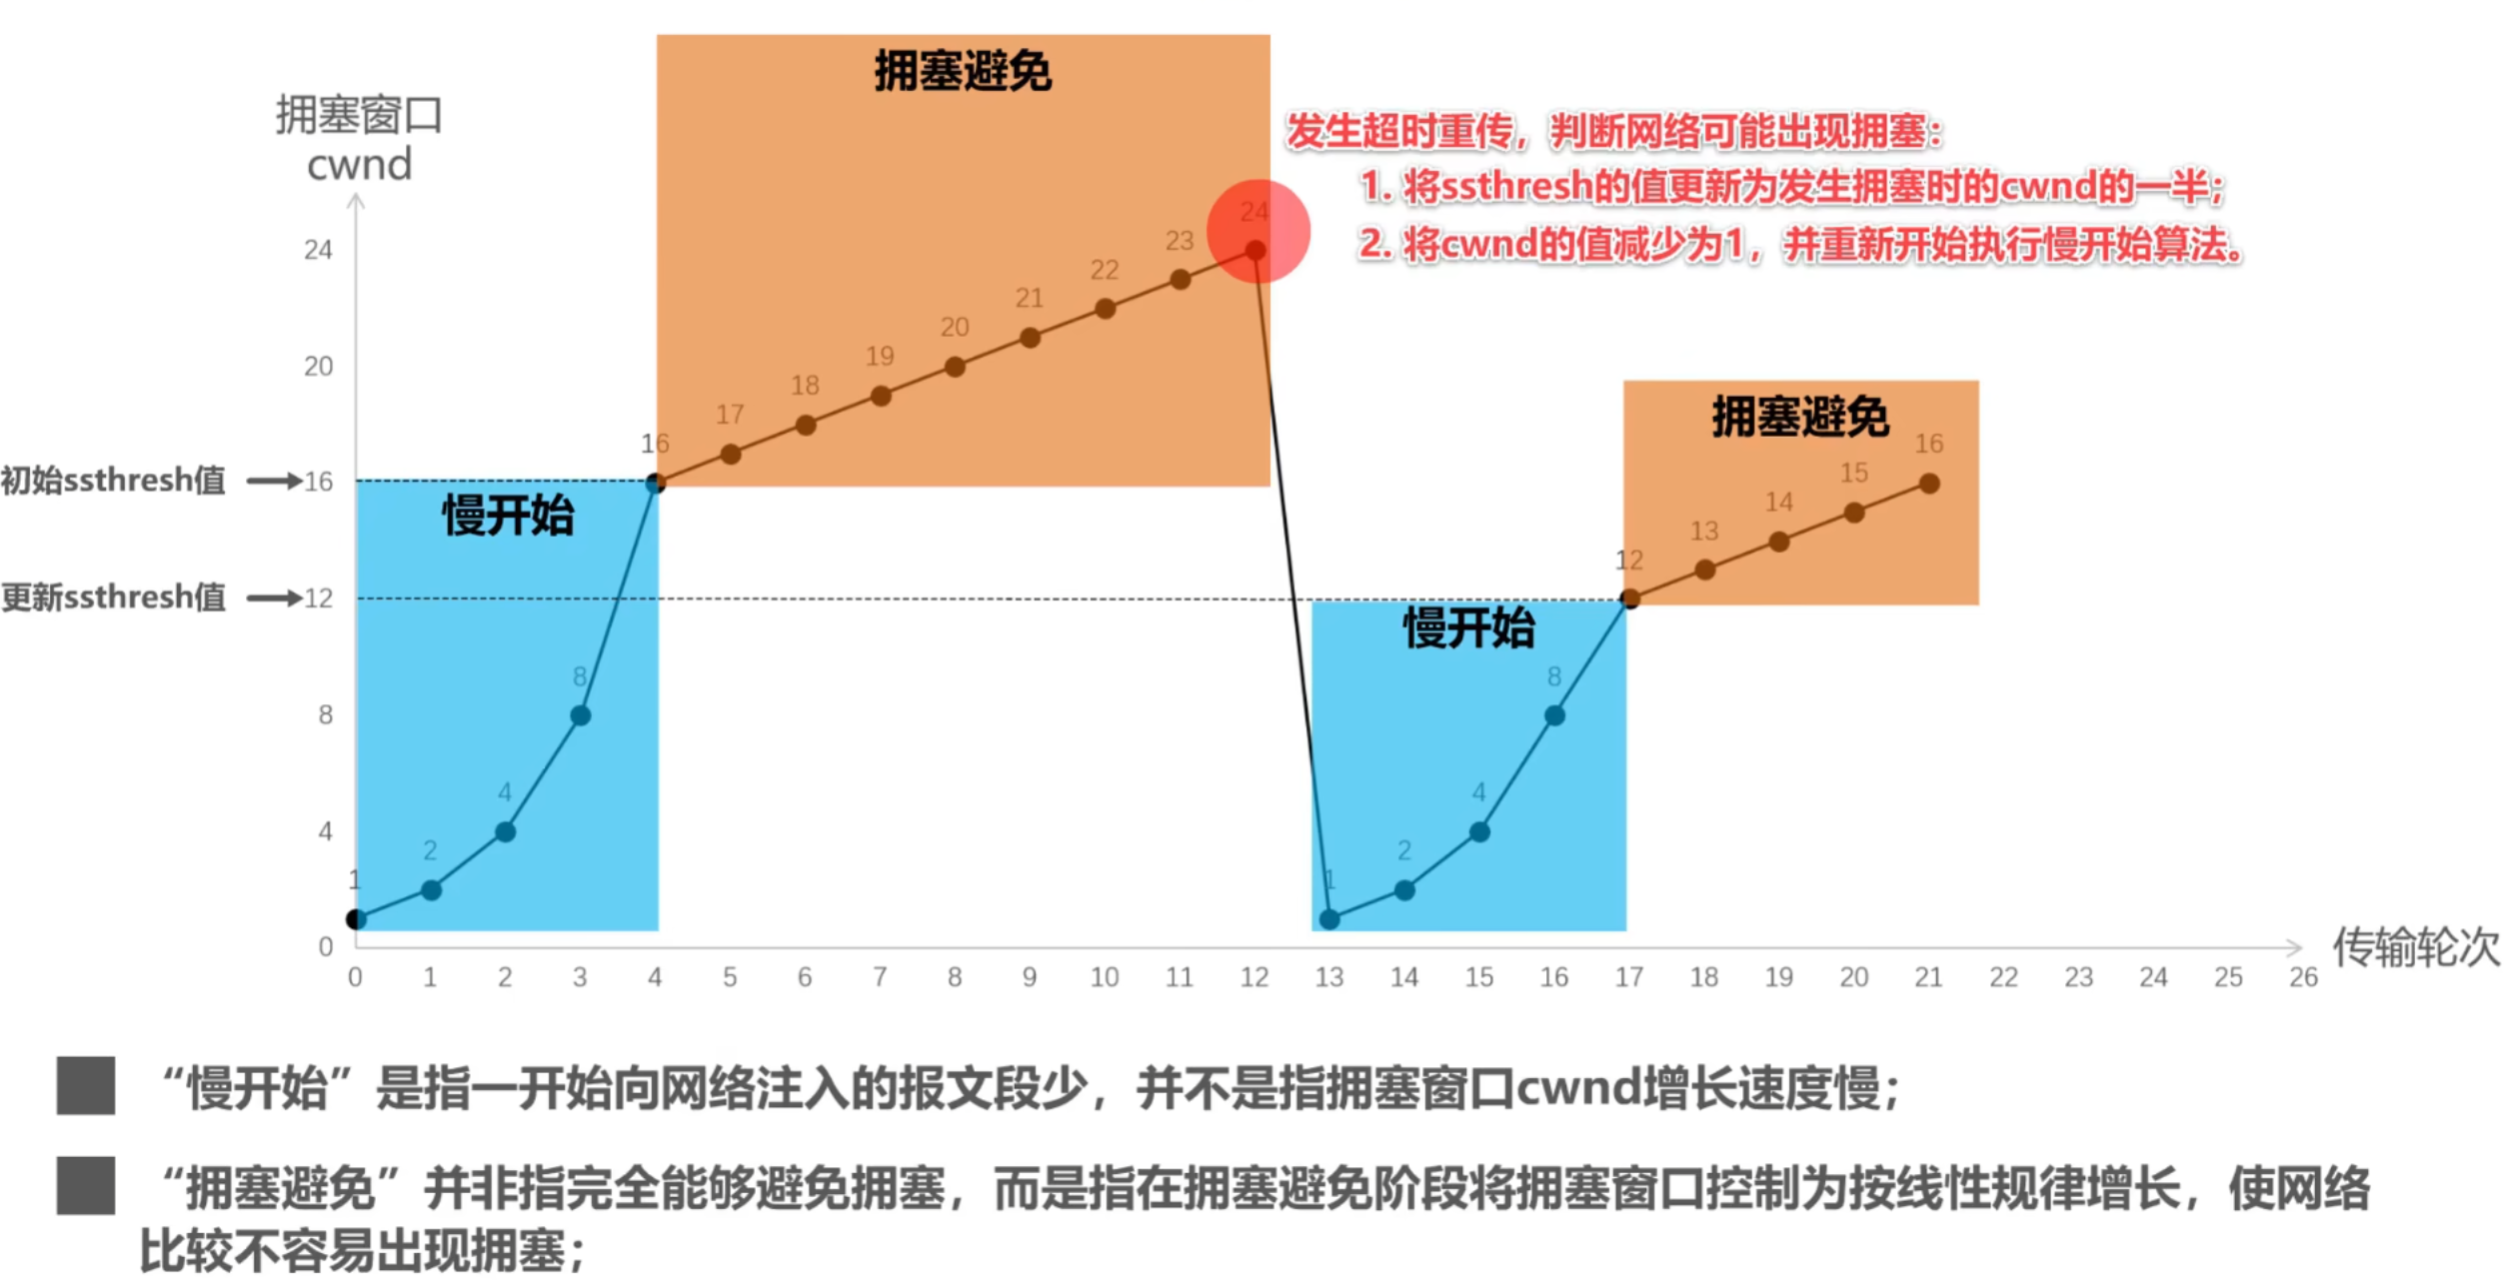 拥塞避免
拥塞窗口
cwnd
发生超时重传，判断网络可能出现拥塞：
1. 将ssthresh的值更新为发生拥塞时的cwnd的一半；
2. 将cwnd的值减少为1，并重新开始执行慢开始算法。
24
24
23
22
21
20
20
19
18
17
16
初始ssthresh值
16
慢开始
拥塞避免
16
15
14
13
12
更新ssthresh值
12
慢开始
8
8
8
4
4
4
2
2
1
1
0
0 1 2 3 4 5 6 7 8 9 10 11 12 13 14 15 16 17 18 19 20 21 22 23 24 25 26
传输轮次
“慢开始”是指一开始向网络注入的报文段少，并不是指拥塞窗口cwnd增长速度慢；
“拥塞避免”并非指完全能够避免拥塞，而是指在拥塞避免阶段将拥塞窗口控制为按线性规律增长，使网络
比较不容易出现拥塞；